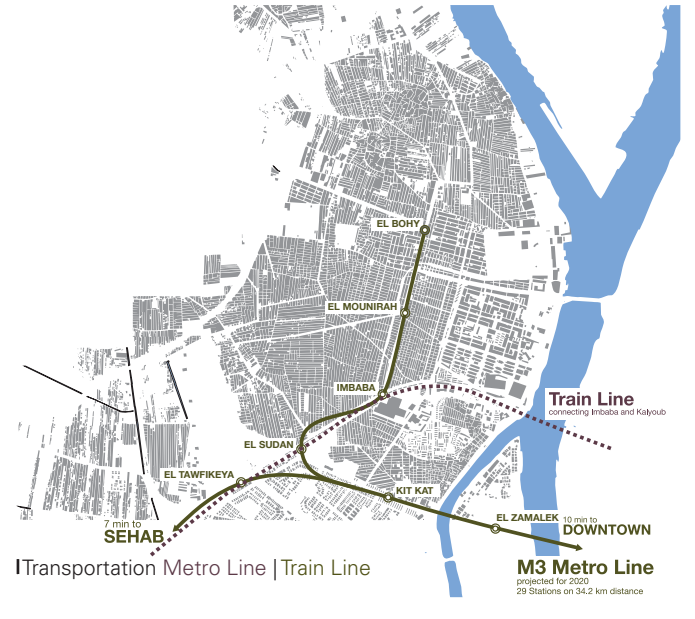 EL BOHY
EL MOUNIRAH
IMBABA
Train Line
connecting Imbaba and Kalyoub
EL SUDAN
EL TAWFIKEYA
KIT KAT
EL ZAMALEK
10 min to
DOWNTOWN
7 min to
SEHAB
M3 Metro Line
projected for 2020
29 Stations on 34.2 km distance
|Transportation Metro Line | Train Line